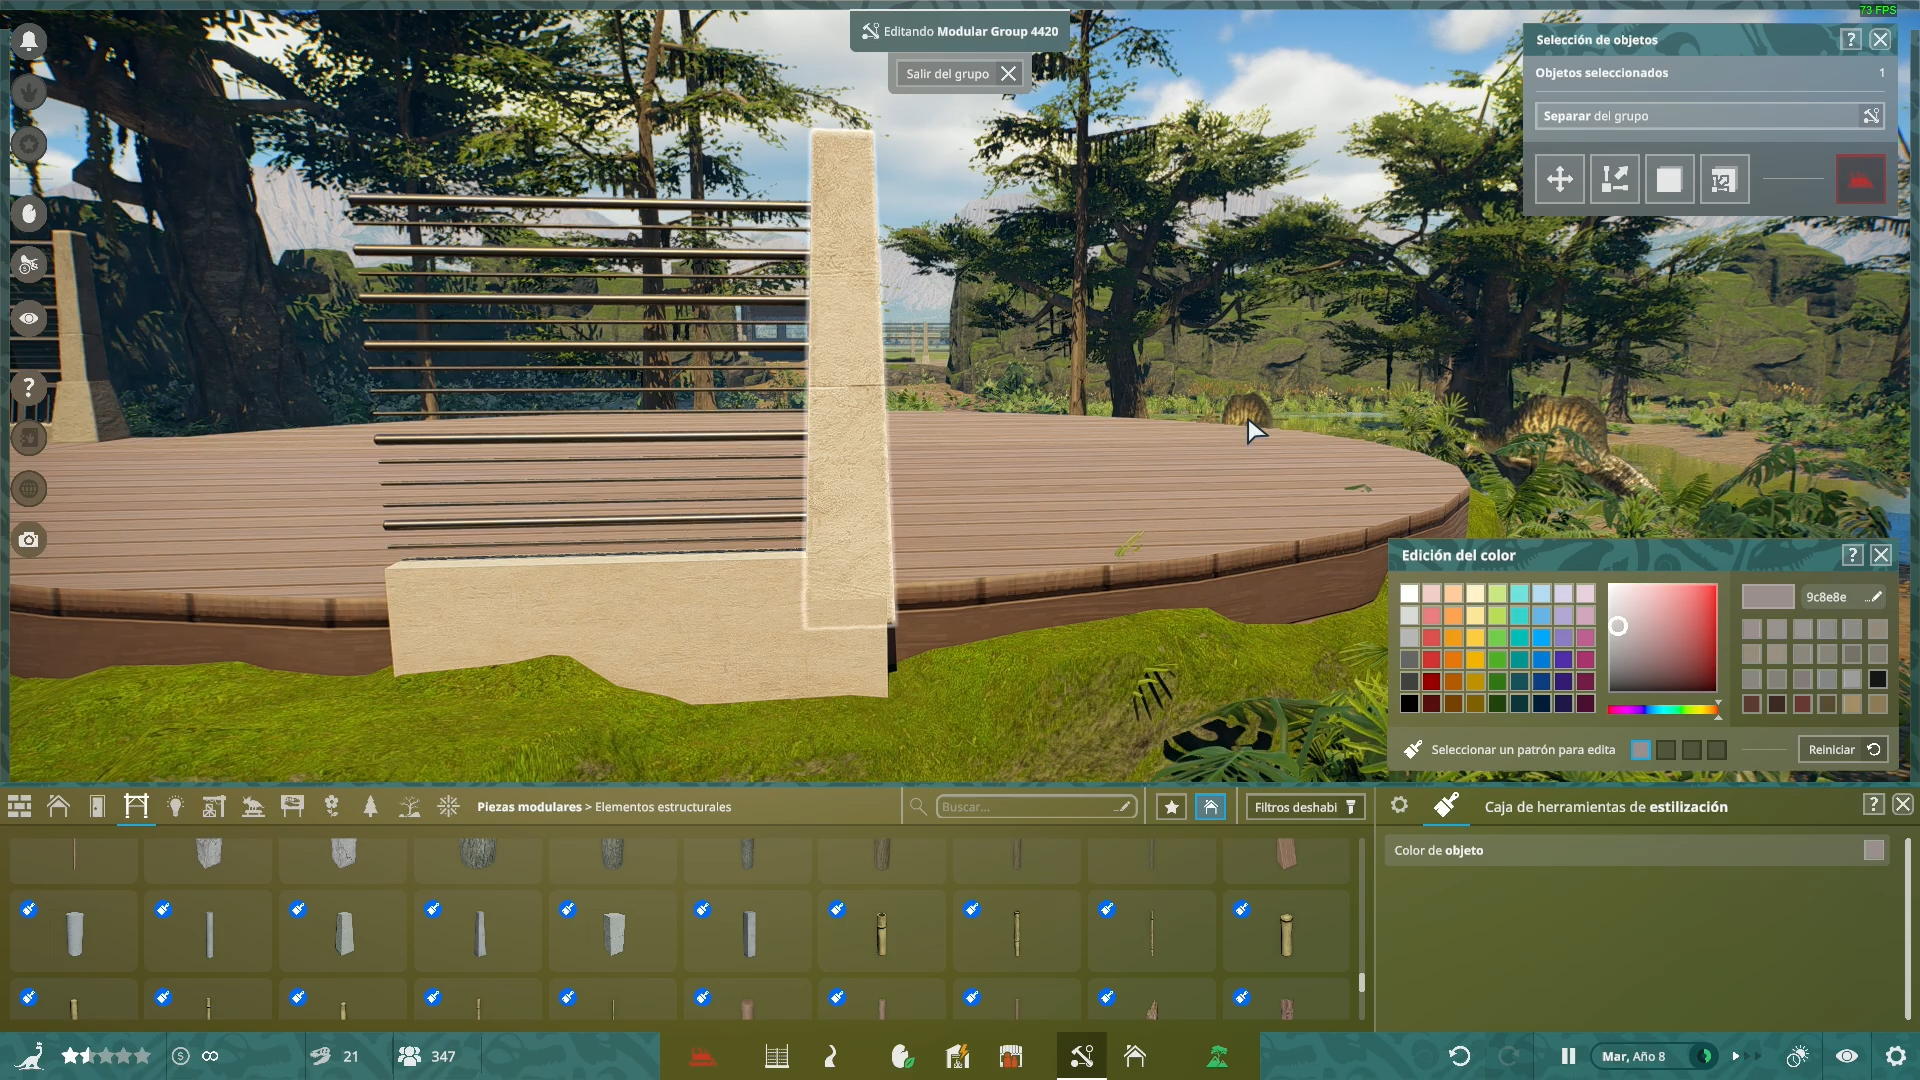 73 FPS
Editando Modular Group 4420
Salir del grupo
Selección de objetos
?
Objetos seleccionados 1
Separar del grupo
?
Edición del color
?
9c8e8e
...
Seleccionar un patrón para edita
Reiniciar
Piezas modulares > Elementos estructurales
Buscar...
Filtros deshabi
Caja de herramientas de estilización
?
Color de objeto
21
347
Mar, Año 8